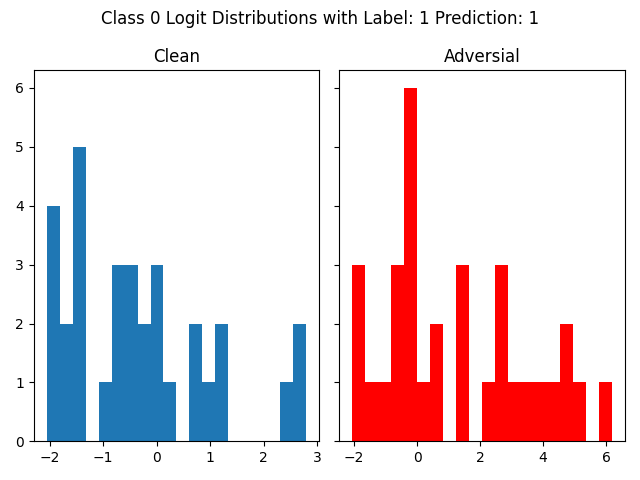 Class 0 Logit Distributions with Label: 1 Prediction: 1
Clean
Adversial
6
5
4
3
2
1
0
−2 −1 0 1 2 3
−2 0 2 4 6